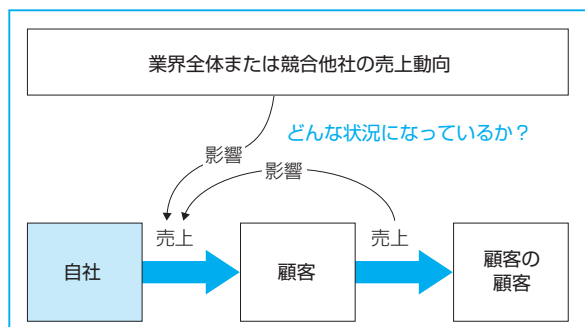 業界全体または競合他社の売上動向
どんな状況になっているか？
影響
影響
売上
売上
自社
顧客
顧客の
顧客